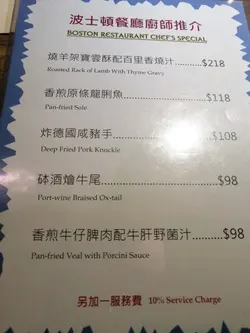 波士頓餐廳廚師推介
BOSTON RESTAURANT CHEF'S SPECIAL
燒羊架寶雲酥配百里香燒汁..........$218
Roasted Rack of Lamb With Thyme Gravy
香煎原條龍脷魚..........$118
Pan-fried Sole
炸德國咸豬手..........$108
Deep Fried Pork Knuckle
砵酒燴牛尾..........$98
Port-wine Braised Ox-tail
香煎牛仔脾肉配牛肝野菌汁..........$98
Pan-fried Veal with Porcini Sauce
另加一服務費 10% Service Charge